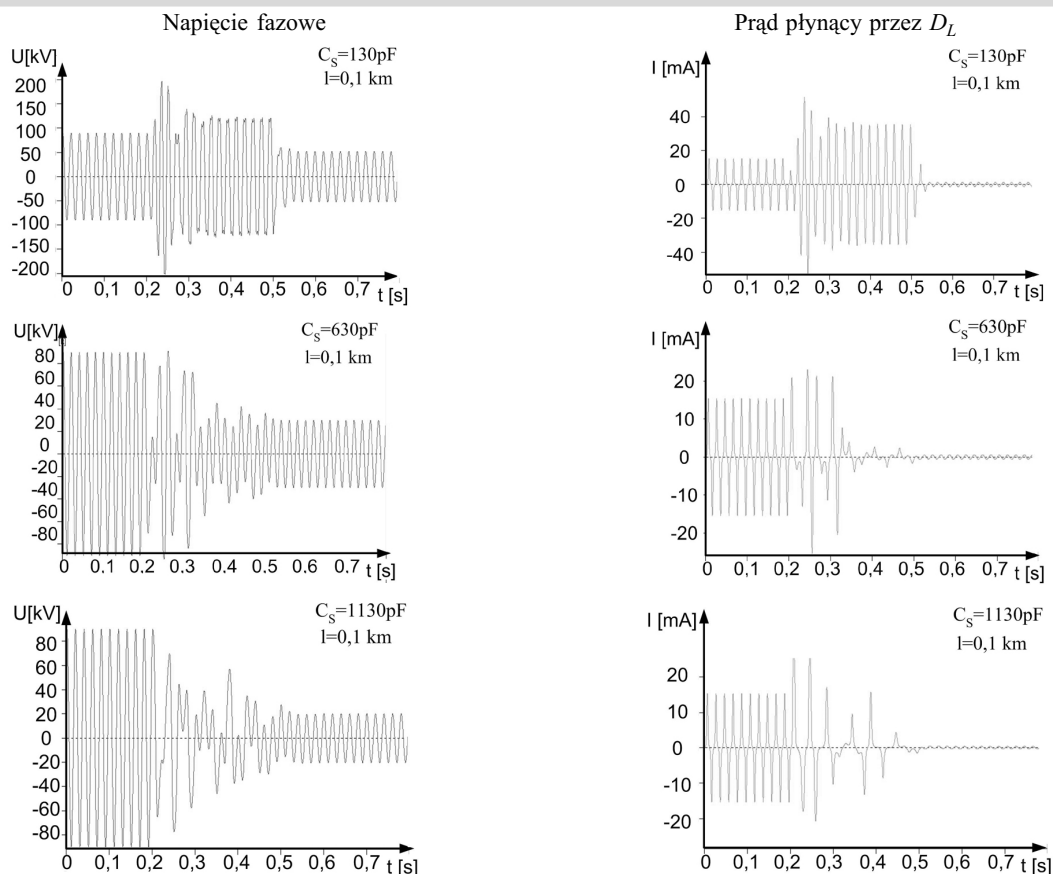 Napięcie fazowe
Prąd płynący przez D_L
U[kV]
C_S=130pF
l=0,1 km
200
150
100
50
0
-50
-100
-150
-200
0 0,1 0,2 0,3 0,4 0,5 0,6 0,7 t [s]
I [mA]
C_S=130pF
l=0,1 km
40
20
0
-20
-40
0 0,1 0,2 0,3 0,4 0,5 0,6 0,7 t [s]
U[kV]
C_S=630pF
l=0,1 km
80
60
40
20
0
-20
-40
-60
-80
0 0,1 0,2 0,3 0,4 0.5 0,6 0,7 t [s]
I [mA]
C_S=630pF
l=0,1 km
20
10
0
-10
-20
0 0,1 0,2 0,3 0,4 0,5 0,6 0,7 t [s]
U[kV]
C_S=1130pF
l=0,1 km
80
60
40
20
0
-20
-40
-60
-80
0 0,1 0,2 0,3 0,4 0,5 0,6 0,7 t [s]
I [mA]
C_S=1130pF
l=0,1 km
20
10
0
-10
-20
0 0,1 0,2 0,3 0,4 0,5 0,6 0,7 t [s]